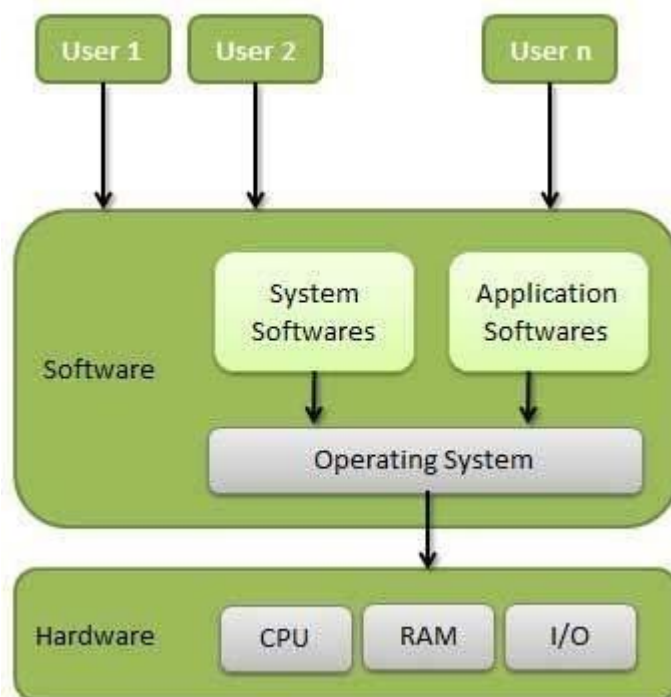 User 1
User 2
User n
System
Softwares
Application
Softwares
Software
Operating System
Hardware
CPU
RAM
I/O